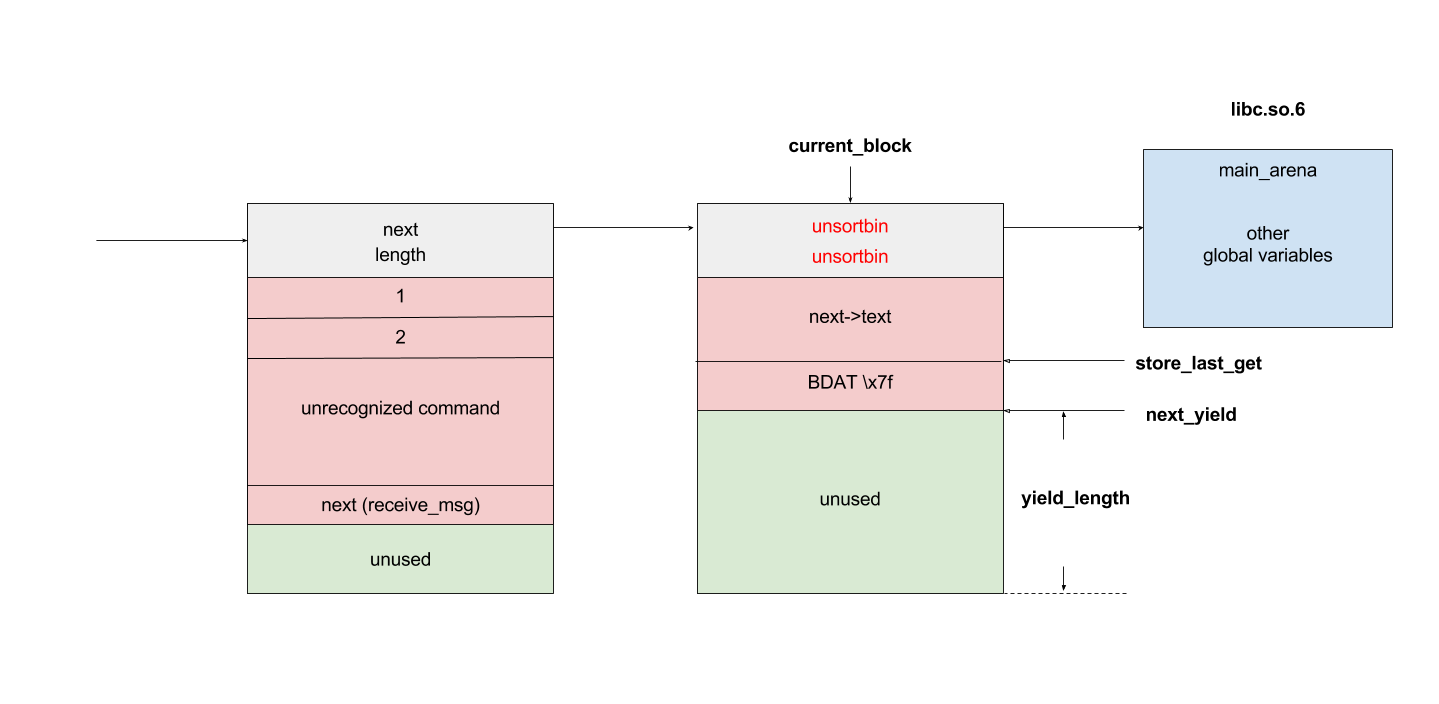 libc.so.6
current_block
main_arena
other
global variables
next
length
1
2
unrecognized command
next (receive_msg)
unused
unsortbin
unsortbin
next->text
BDAT \x7f
unused
store_last_get
next_yield
yield_length